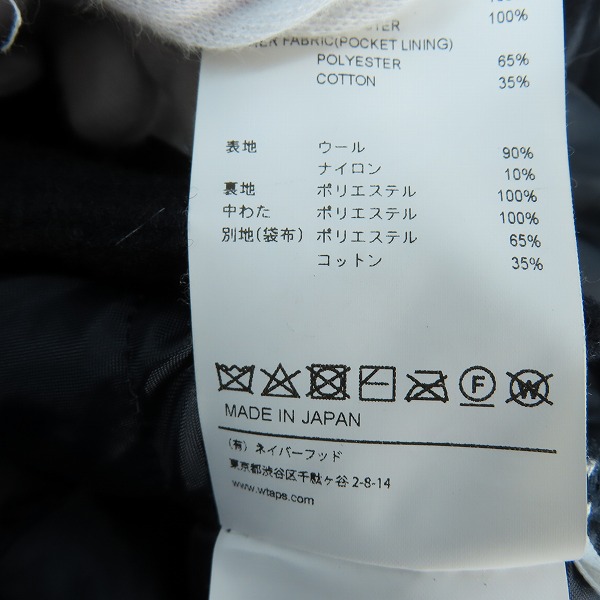 100%
FABRIC(POCKET LINING)
POLYESTER 65%
COTTON 35%
表地 ウール 90%
ナイロン 10%
裏地 ポリエステル 100%
中わた ポリエステル 100%
別地(袋布) ポリエステル 65%
コットン 35%
F W
MADE IN JAPAN
(有) ネイバーフッド
東京都渋谷区千駄ヶ谷 2-8-14
www.wtaps.com